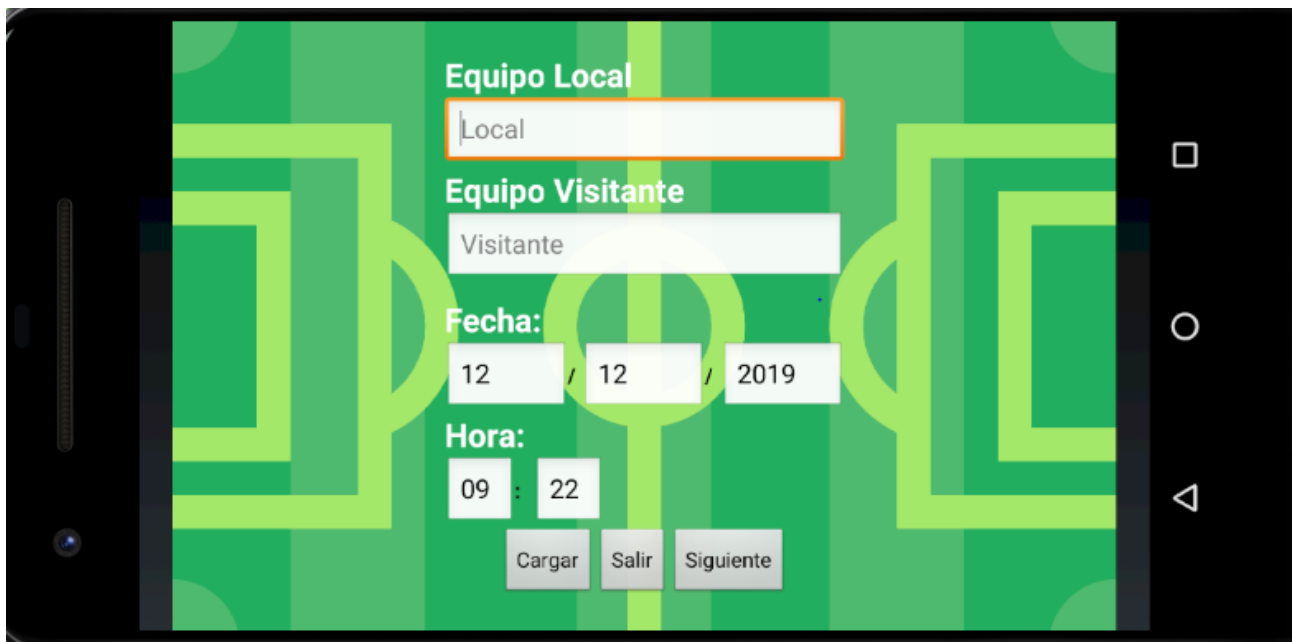 Equipo Local
Local
Equipo Visitante
Visitante
Fecha:
12 / 12 / 2019
Hora:
09 : 22
Cargar Salir Siguiente